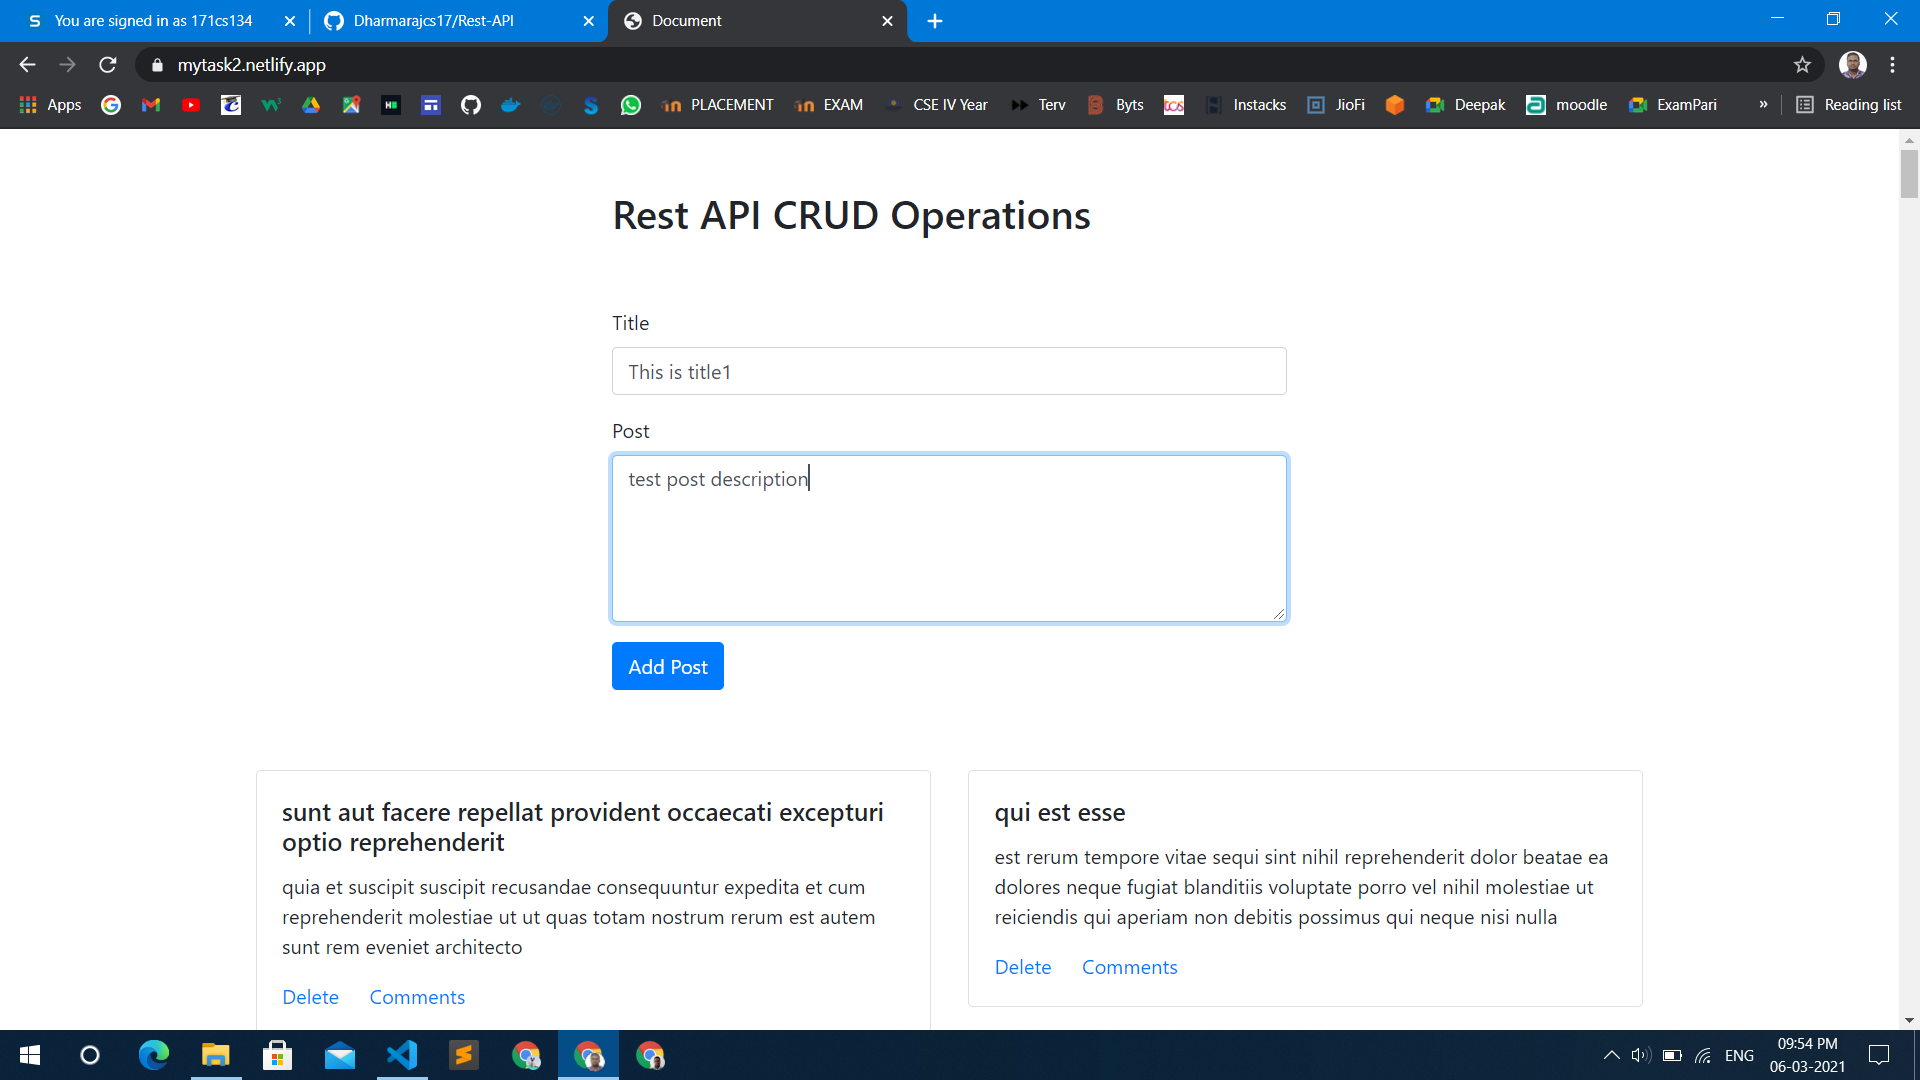 You are signed in as 171cs134
Dharmarajcs17/Rest-API
Document
mytask2.netlify.app
Apps
PLACEMENT
EXAM
CSE IV Year
Terv
Byts
tcs
Instacks
JioFi
Deepak
moodle
ExamPari
»
Reading list
Rest API CRUD Operations
Title
This is title1
Post
test post description
Add Post
sunt aut facere repellat provident occaecati excepturi
optio reprehenderit
quia et suscipit suscipit recusandae consequuntur expedita et cum
reprehenderit molestiae ut ut quas totam nostrum rerum est autem
sunt rem eveniet architecto
Delete Comments
qui est esse
est rerum tempore vitae sequi sint nihil reprehenderit dolor beatae ea
dolores neque fugiat blanditiis voluptate porro vel nihil molestiae ut
reiciendis qui aperiam non debitis possimus qui neque nisi nulla
Delete Comments
ENG
09:54 PM
06-03-2021